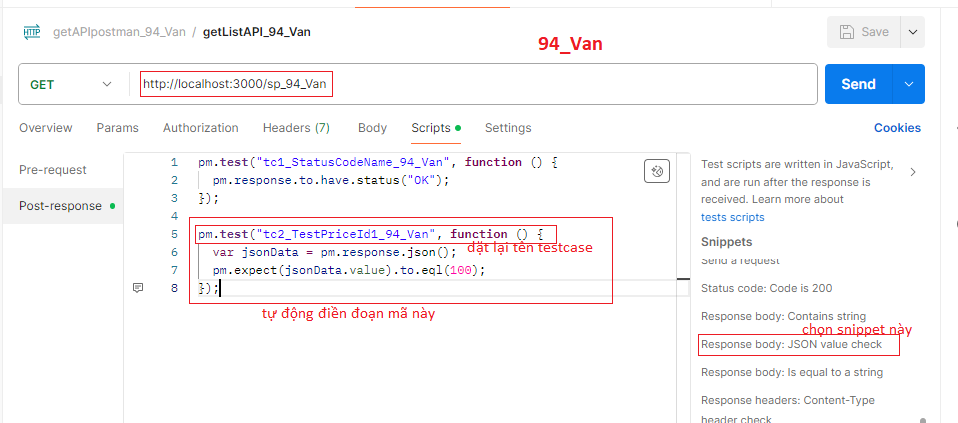 HTTP getAPIpostman_94_Van / getListAPI_94_Van Save
94_Van
GET http://localhost:3000/sp_94_Van Send
Overview Params Authorization Headers (7) Body Scripts Settings Cookies
Pre-request
Post-response
1 pm.test("tc1_StatusCodeName_94_Van", function () {
2 pm.response.to.have.status("OK");
3 });
4
5 pm.test("tc2_TestPriceId1_94_Van", function () {
đặt lại tên testcase
6 var jsonData = pm.response.json();
7 pm.expect(jsonData.value).to.eql(100);
8 });
tự động điền đoạn mã này
Test scripts are written in JavaScript,
and are run after the response is
received. Learn more about
tests scripts
Snippets
Send a request
Status code: Code is 200
Response body: Contains string
chọn snippet này
Response body: JSON value check
Response body: Is equal to a string
Response headers: Content-Type
header check